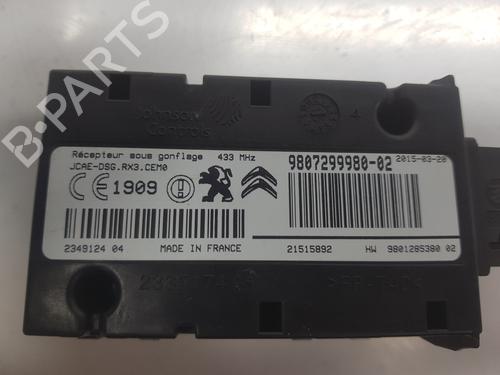 B-PARTS
Johnson
Controls
4
Récepteur sous gonflage 433 MHz
JCAE-DSG.RX3.CEM0
9807299980-02 2015-03-20
CE 1909
2349124 04 MADE IN FRANCE
21515892 HW 9801285380 02